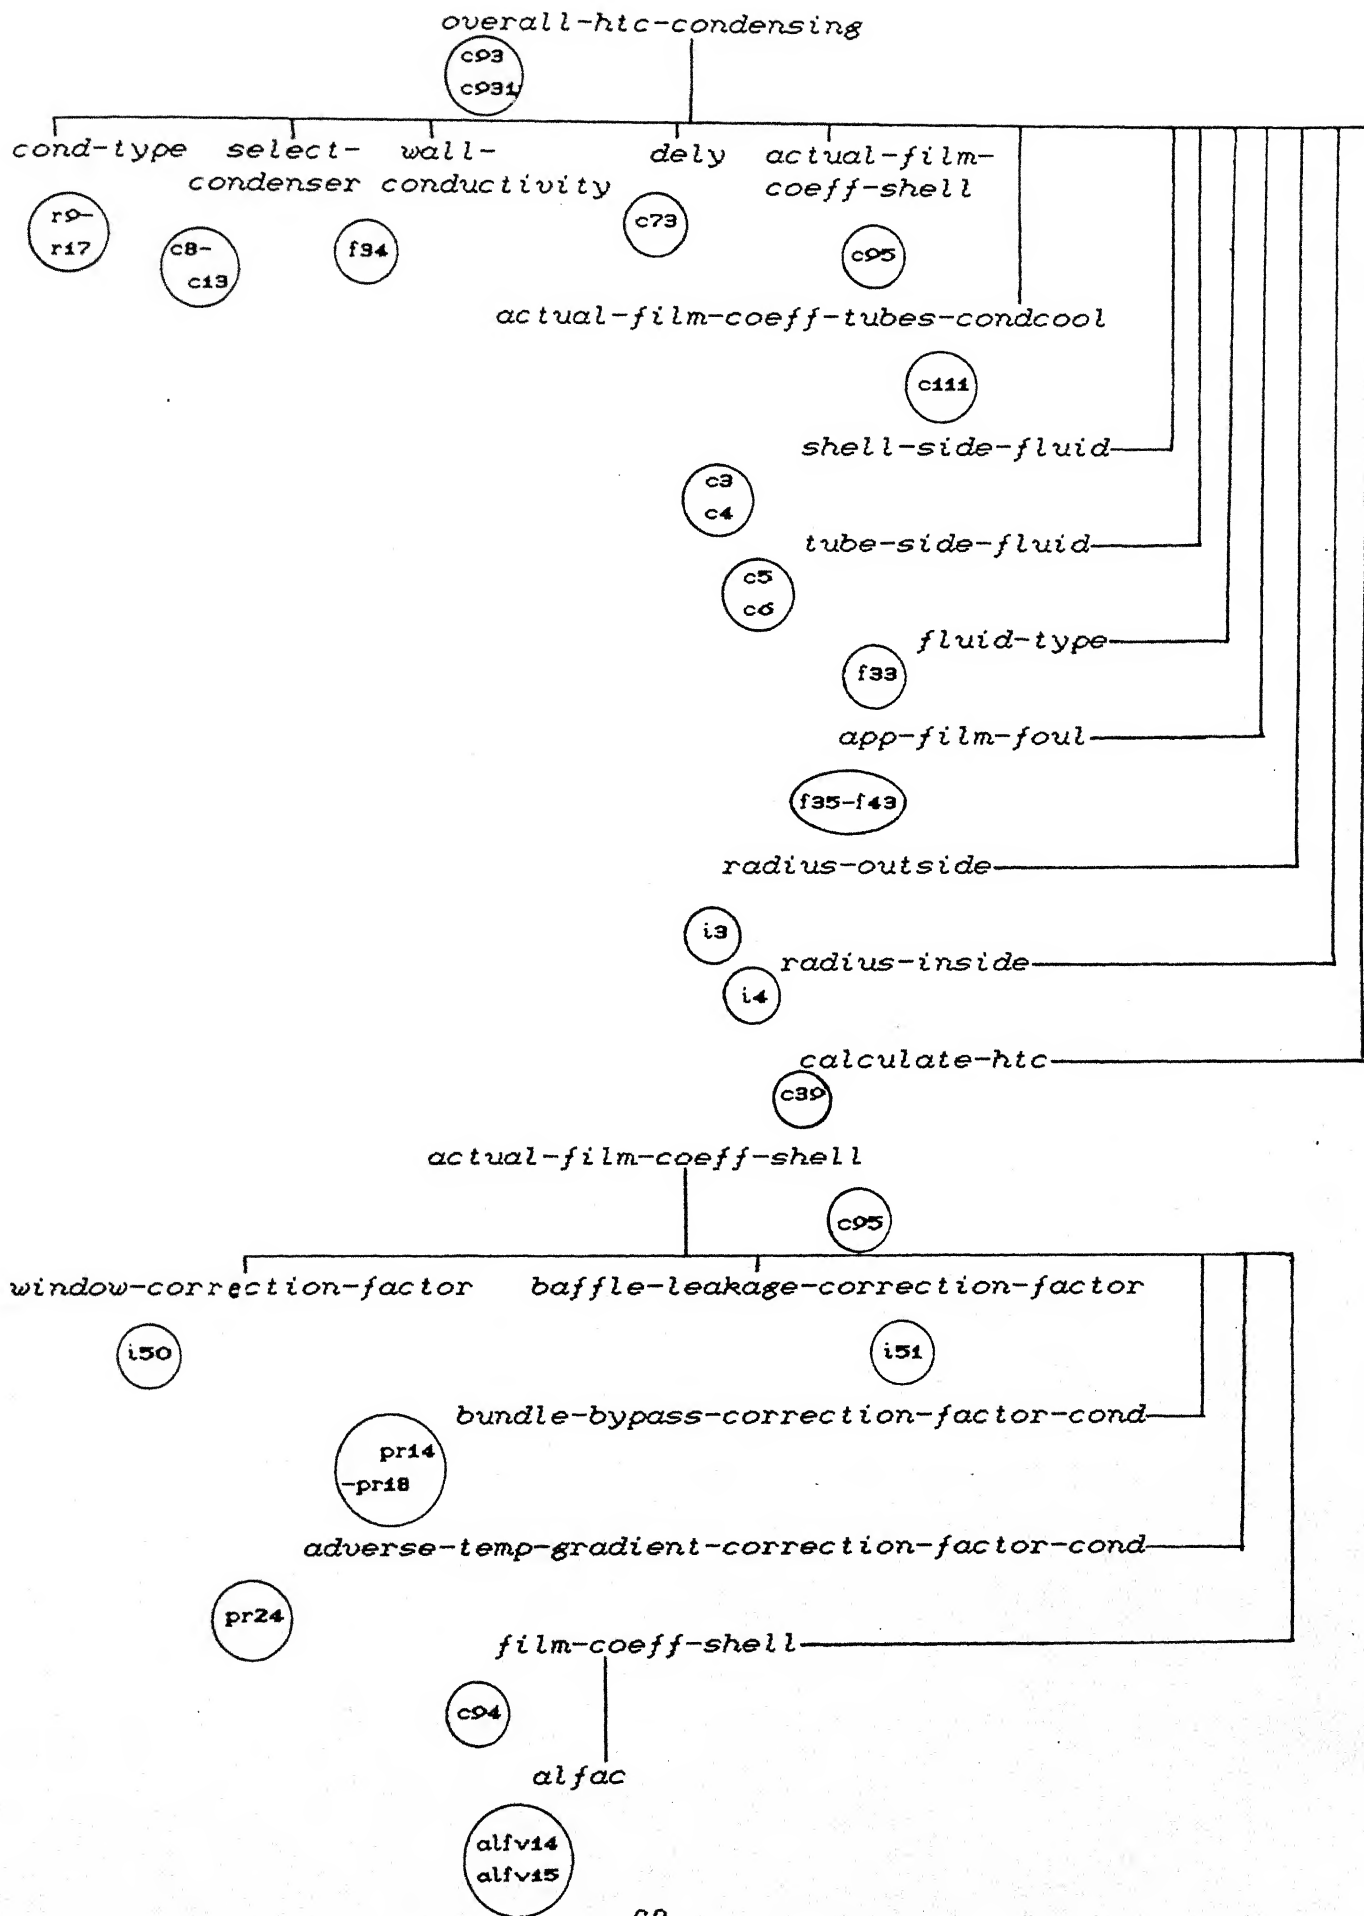 overall-htc-condensing
c93
c931
cond-type select- wall- dely actual-film-
condenser conductivity coeff-shell
r9-
r17
c8-
c13
f34
c73
c95
actual-film-coeff-tubes-condcool
c111
shell-side-fluid
c3
c4
tube-side-fluid
c5
c6
fluid-type
f33
app-film-foul
f35-f43
radius-outside
i3
radius-inside
i4
calculate-htc
c39
actual-film-coeff-shell
c95
window-correction-factor baffle-leakage-correction-factor
i50
i51
bundle-bypass-correction-factor-cond
pr14
-pr18
adverse-temp-gradient-correction-factor-cond
pr24
film-coeff-shell
c94
alfac
alfv14
alfv15